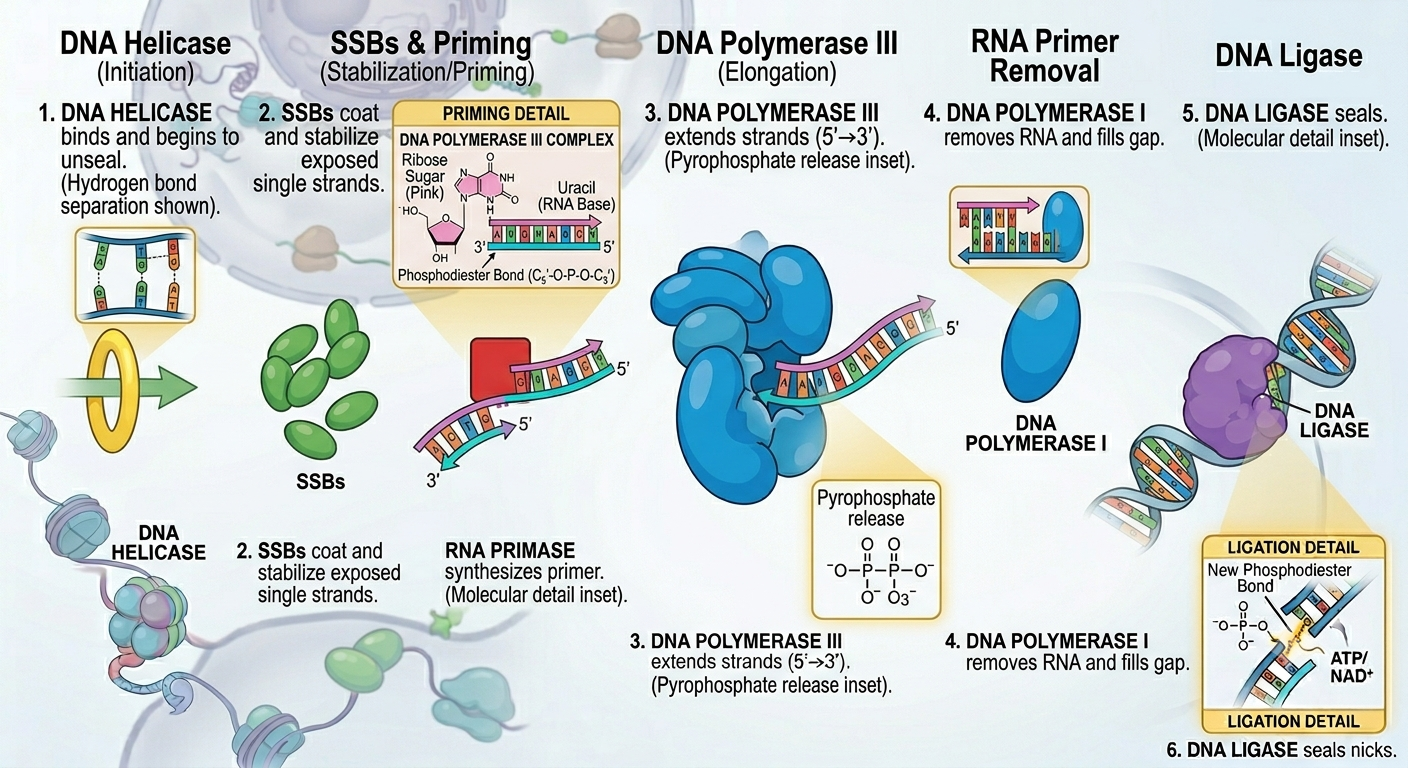 DNA Helicase
(Initiation)
1. DNA HELICASE
binds and begins to
unseal.
(Hydrogen bond
separation shown).
SSBs & Priming
(Stabilization/Priming)
2. SSBs coat
and stabilize
exposed
single strands.
PRIMING DETAIL
DNA POLYMERASE III COMPLEX
Ribose
Sugar
(Pink)
O
N
NH
N
N
H
O
HO
O
OH
Uracil
(RNA Base)
3'
5'
Phosphodiester Bond (C₅'-O-P-O-C₃')
SSBs
5'
5'
3'
DNA
HELICASE
2. SSBs coat and
stabilize exposed
single strands.
RNA PRIMASE
synthesizes primer.
(Molecular detail inset).
DNA Polymerase III
(Elongation)
3. DNA POLYMERASE III
extends strands (5'→3').
(Pyrophosphate release inset).
5'
Pyrophosphate
release
O O
⁻O–P–P–O⁻
O⁻ O₃⁻
3. DNA POLYMERASE III
extends strands (5'→3').
(Pyrophosphate release inset).
RNA Primer
Removal
4. DNA POLYMERASE I
removes RNA and fills gap.
DNA
POLYMERASE I
4. DNA POLYMERASE I
removes RNA and fills gap.
DNA Ligase
5. DNA LIGASE seals.
(Molecular detail inset).
DNA
LIGASE
LIGATION DETAIL
New Phosphodiester
Bond
O
⁻O–P–O
O⁻
ATP/
NAD⁺
LIGATION DETAIL
6. DNA LIGASE seals nicks.